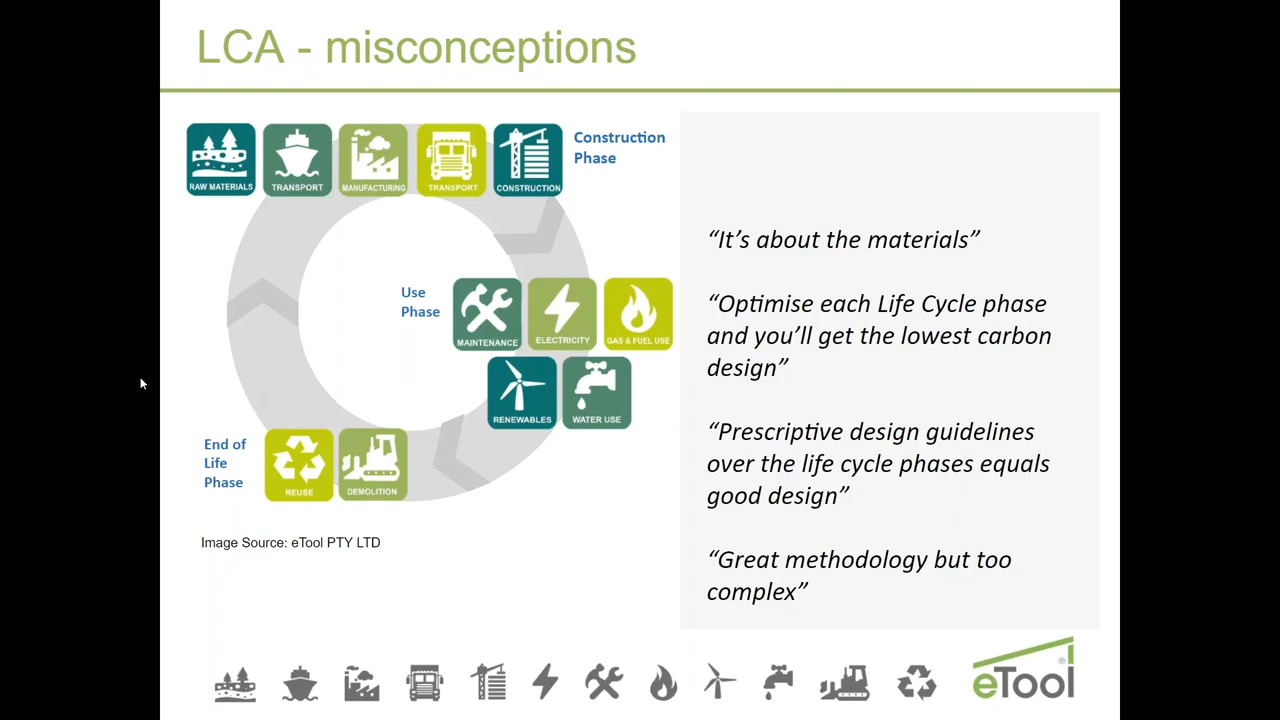 LCA - misconceptions
RAW MATERIALS
TRANSPORT
MANUFACTURING
TRANSPORT
CONSTRUCTION
Construction
Phase
Use
Phase
MAINTENANCE
ELECTRICITY
GAS & FUEL USE
RENEWABLES
WATER USE
End of
Life
Phase
REUSE
DEMOLITION
Image Source: eTool PTY LTD
“It’s about the materials”
“Optimise each Life Cycle phase
and you’ll get the lowest carbon
design”
“Prescriptive design guidelines
over the life cycle phases equals
good design”
“Great methodology but too
complex”
eTool®